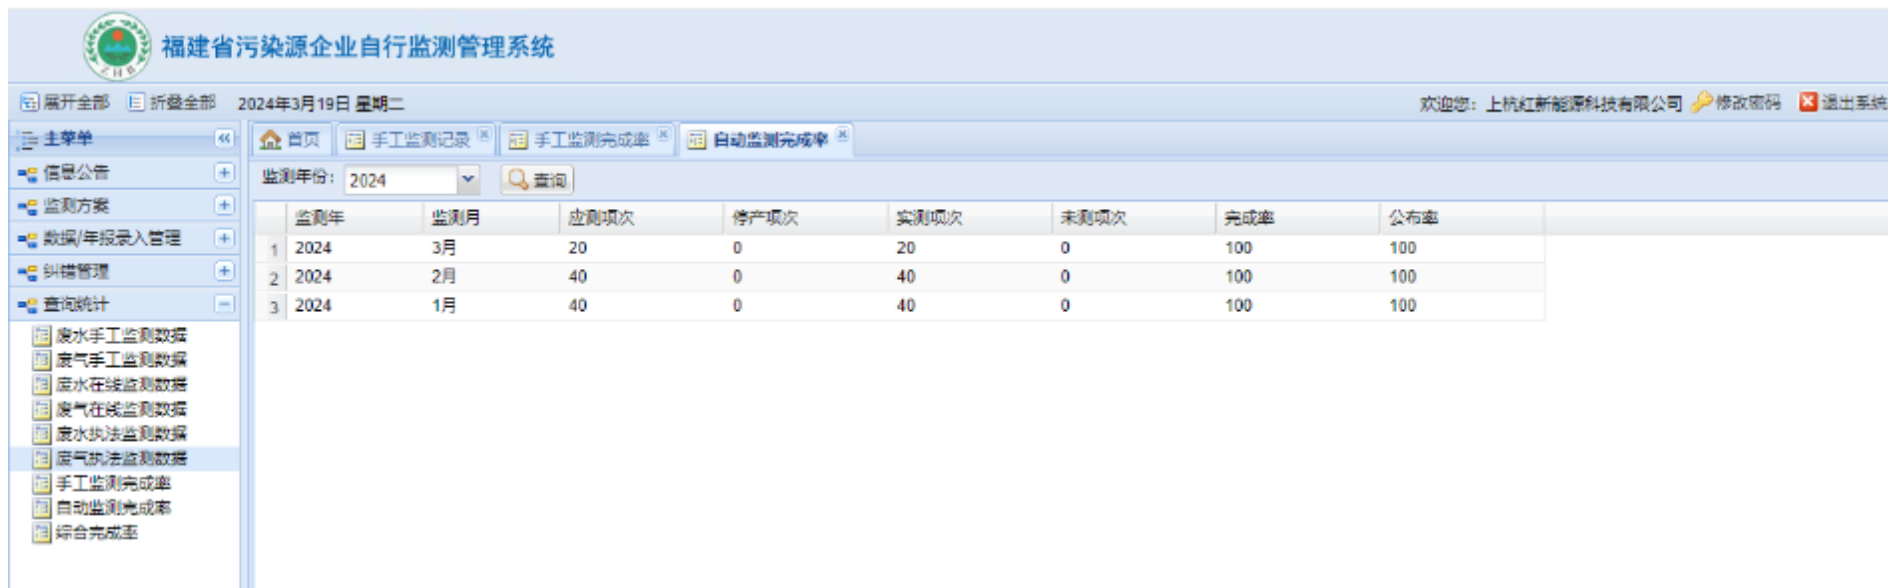 福建省污染源企业自行监测管理系统
展开全部 折叠全部 2024年3月19日 星期二 欢迎您: 上杭红新能源科技有限公司 修改密码 退出系统
主菜单 首页 手工监测记录 手工监测完成率 自动监测完成率
信息公告 监测年份: 2024 查询
监测方案
监测年 监测月 应测项次 停产项次 实测项次 未测项次 完成率 公布率
数据/年报录入管理
1 2024 3月 20 0 20 0 100 100
纠错管理
2 2024 2月 40 0 40 0 100 100
查询统计
3 2024 1月 40 0 40 0 100 100
废水手工监测数据
废气手工监测数据
废水在线监测数据
废气在线监测数据
废水执法监测数据
废气执法监测数据
手工监测完成率
自动监测完成率
综合完成率